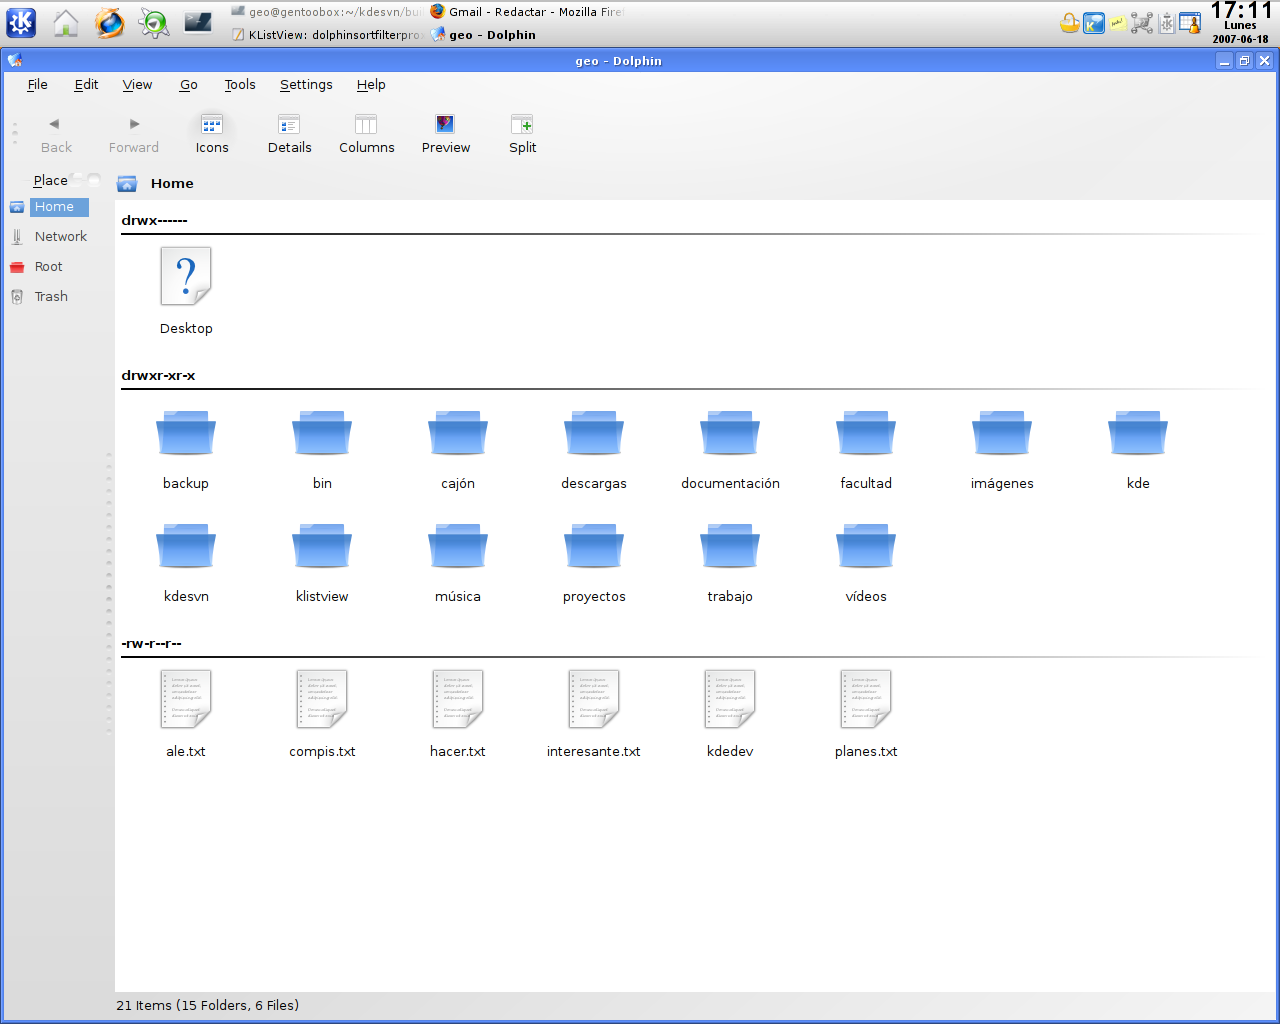 geo@gentoobox:~/kdesvn/bu
Gmail - Redactar - Mozilla Firef
KListView: dolphinsortfilterpro
geo - Dolphin
17:11
Lunes
2007-06-18
geo - Dolphin
File Edit View Go Tools Settings Help
Back Forward Icons Details Columns Preview Split
Place
Home
Home
Network
Root
Trash
drwx------
Desktop
drwxr-xr-x
backup bin cajón descargas documentación facultad imágenes kde
kdesvn klistview música proyectos trabajo vídeos
-rw-r--r--
ale.txt compis.txt hacer.txt interesante.txt kdedev planes.txt
21 Items (15 Folders, 6 Files)